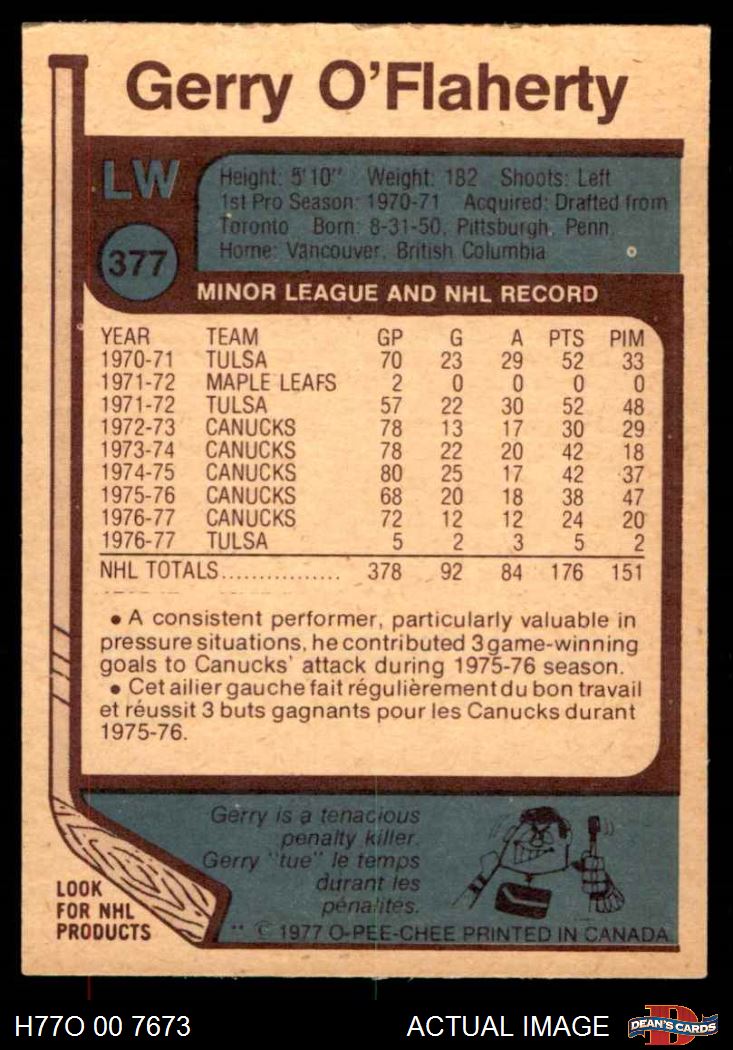 Gerry O'Flaherty
LW
377
Height: 5'10" Weight: 182 Shoots: Left
1st Pro Season: 1970-71 Acquired: Drafted from
Toronto Born: 8-31-50, Pittsburgh, Penn.
Home: Vancouver, British Columbia
MINOR LEAGUE AND NHL RECORD
YEAR TEAM GP G A PTS PIM
1970-71 TULSA 70 23 29 52 33
1971-72 MAPLE LEAFS 2 0 0 0 0
1971-72 TULSA 57 22 30 52 48
1972-73 CANUCKS 78 13 17 30 29
1973-74 CANUCKS 78 22 20 42 18
1974-75 CANUCKS 80 25 17 42 37
1975-76 CANUCKS 68 20 18 38 47
1976-77 CANUCKS 72 12 12 24 20
1976-77 TULSA 5 2 3 5 2
NHL TOTALS................ 378 92 84 176 151
• A consistent performer, particularly valuable in
pressure situations, he contributed 3 game-winning
goals to Canucks' attack during 1975-76 season.
• Cet ailier gauche fait régulièrement du bon travail
et réussit 3 buts gagnants pour les Canucks durant
1975-76.
Gerry is a tenacious
penalty killer.
Gerry "tue" le temps
durant les
pénalités.
LOOK
FOR NHL
PRODUCTS
** © 1977 O-PEE-CHEE PRINTED IN CANADA
H77O 00 7673
ACTUAL IMAGE
D
DEAN'S CARDS